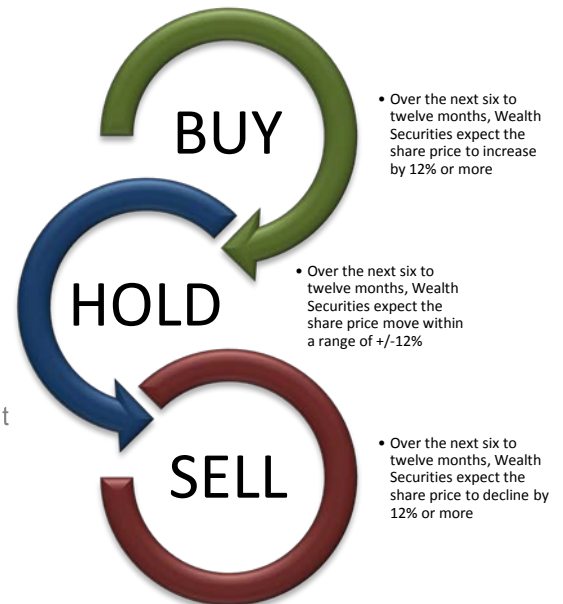 BUY
• Over the next six to
twelve months, Wealth
Securities expect the
share price to increase
by 12% or more
HOLD
• Over the next six to
twelve months, Wealth
Securities expect the
share price move within
a range of +/-12%
t
SELL
• Over the next six to
twelve months, Wealth
Securities expect the
share price to decline by
12% or more